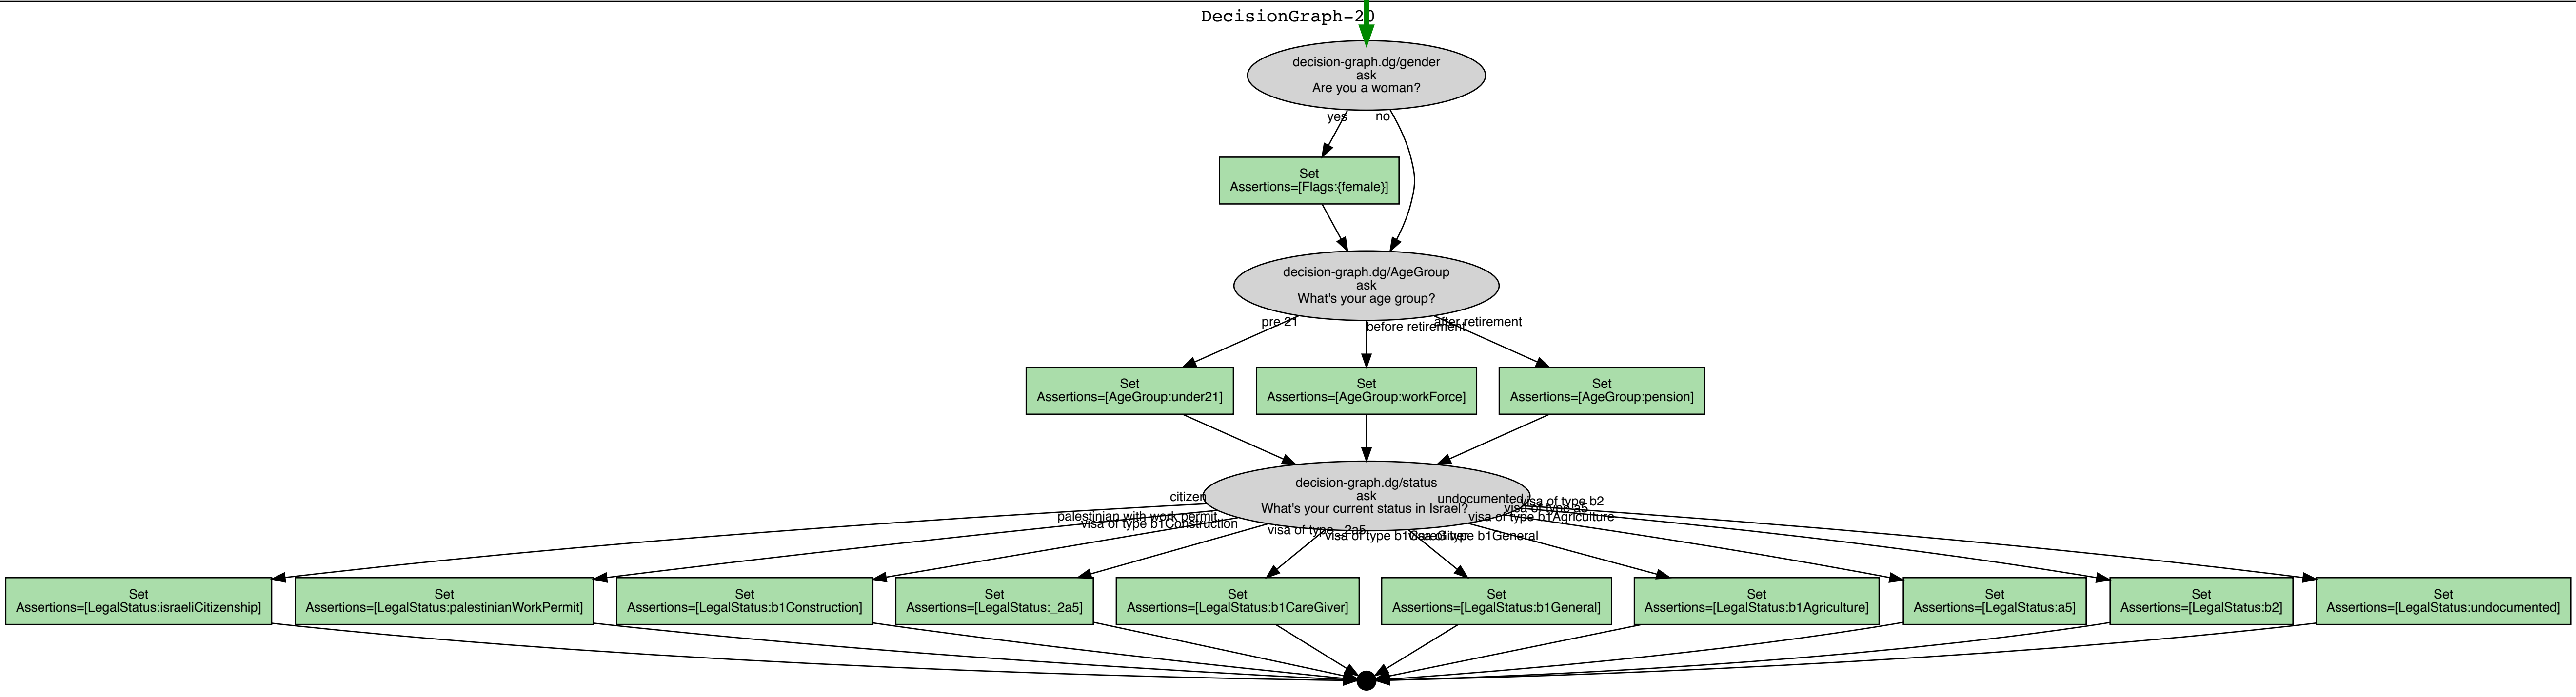 DecisionGraph-20
decision-graph.dg/gender
ask
Are you a woman?
yes
no
Set
Assertions=[Flags:{female}]
decision-graph.dg/AgeGroup
ask
What's your age group?
pre 21
before retirement
after retirement
Set
Assertions=[AgeGroup:under21]
Set
Assertions=[AgeGroup:workForce]
Set
Assertions=[AgeGroup:pension]
decision-graph.dg/status
ask
What's your current status in Israel?
citizen
palestinian with work permit
visa of type b1Construction
visa of type _2a5
visa of type b1CareGiver
visa of type b1General
visa of type b1Agriculture
visa of type a5
visa of type b2
undocumented
Set
Assertions=[LegalStatus:israeliCitizenship]
Set
Assertions=[LegalStatus:palestinianWorkPermit]
Set
Assertions=[LegalStatus:b1Construction]
Set
Assertions=[LegalStatus:_2a5]
Set
Assertions=[LegalStatus:b1CareGiver]
Set
Assertions=[LegalStatus:b1General]
Set
Assertions=[LegalStatus:b1Agriculture]
Set
Assertions=[LegalStatus:a5]
Set
Assertions=[LegalStatus:b2]
Set
Assertions=[LegalStatus:undocumented]